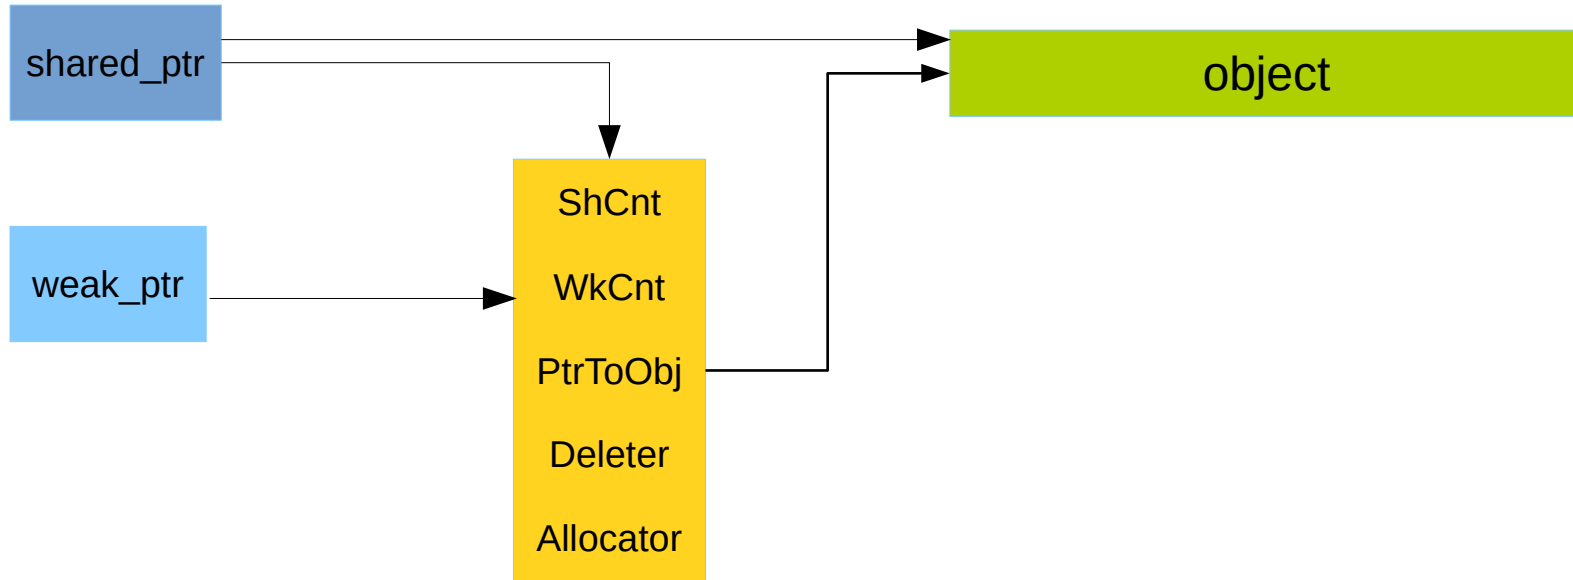 shared_ptr
object
weak_ptr
ShCnt
WkCnt
PtrToObj
Deleter
Allocator